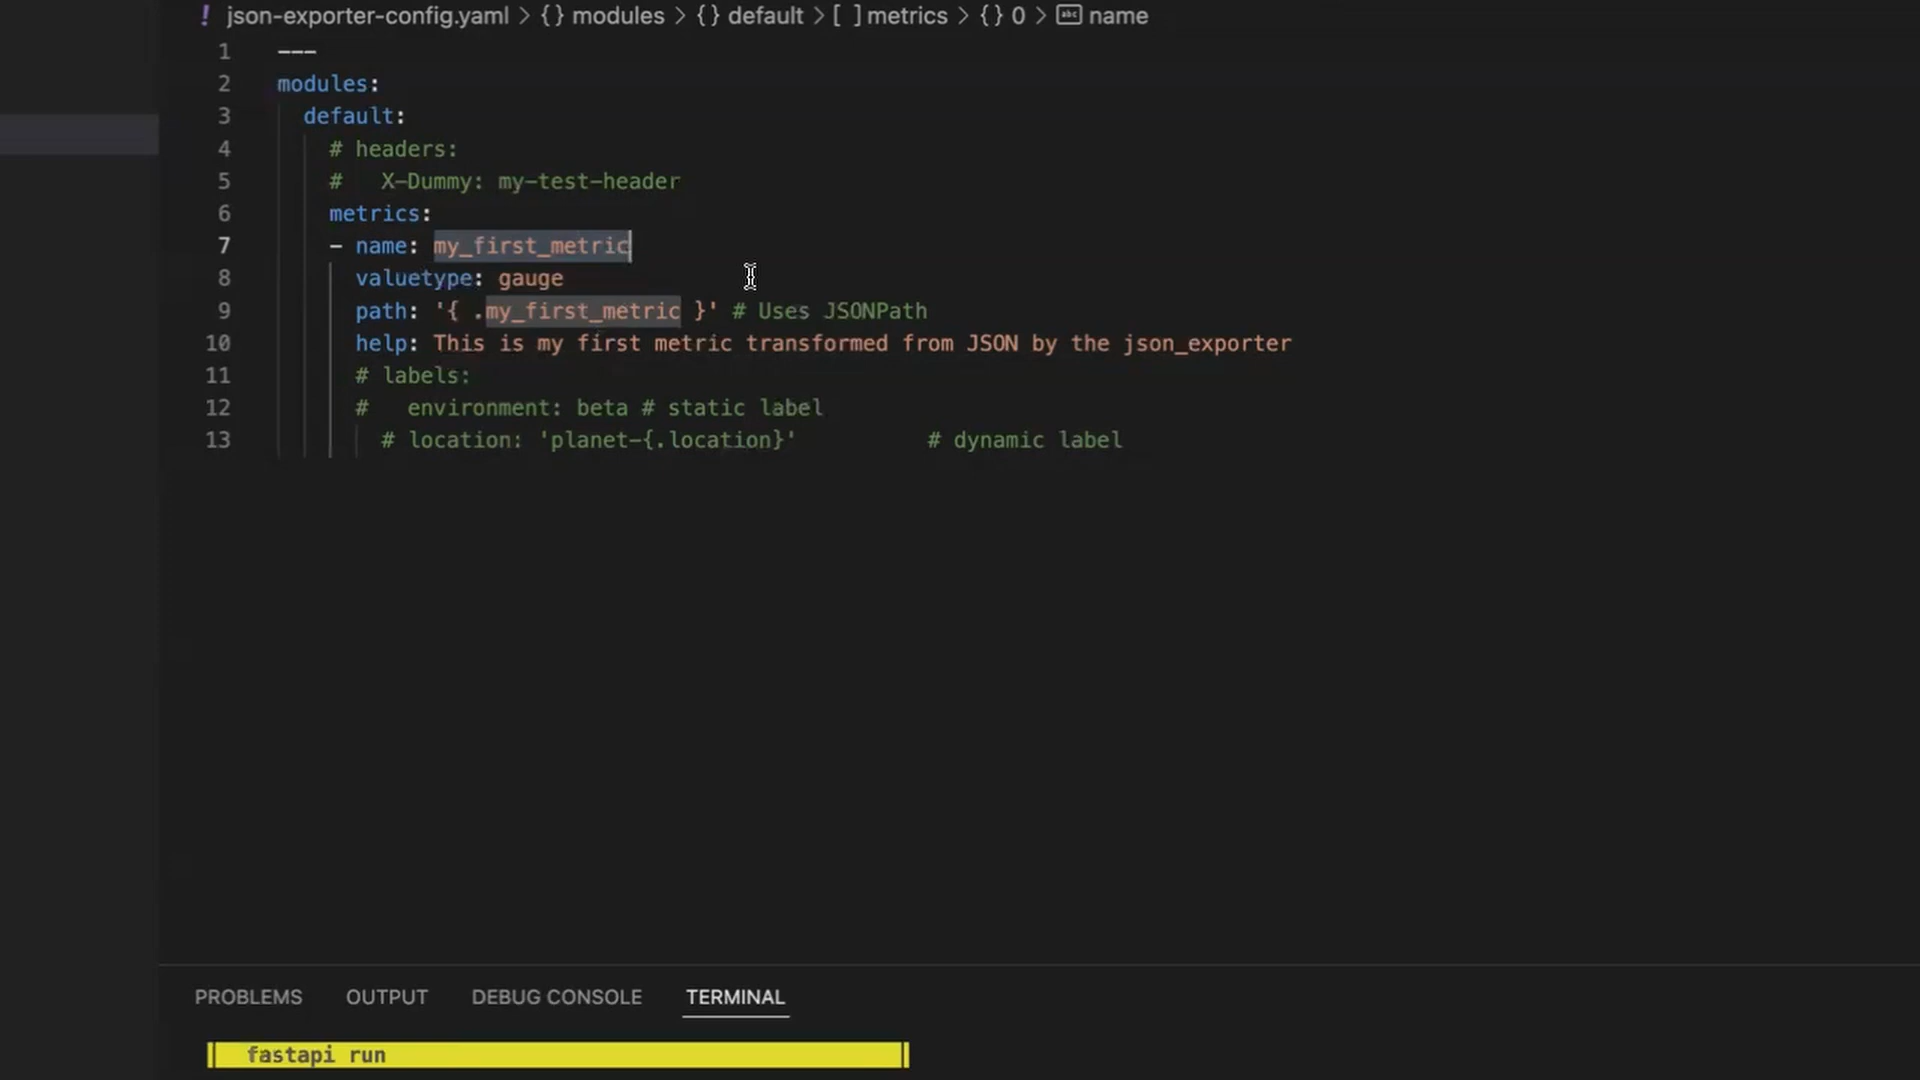 ! json-exporter-config.yaml > {} modules > {} default > [ ] metrics > {} 0 > abc name
1 ---
2 modules:
3 default:
4 # headers:
5 # X-Dummy: my-test-header
6 metrics:
7 - name: my_first_metric
8 valuetype: gauge
9 path: '{ .my_first_metric }' # Uses JSONPath
10 help: This is my first metric transformed from JSON by the json_exporter
11 # labels:
12 # environment: beta # static label
13 # location: 'planet-{.location}' # dynamic label
PROBLEMS OUTPUT DEBUG CONSOLE TERMINAL
fastapi run